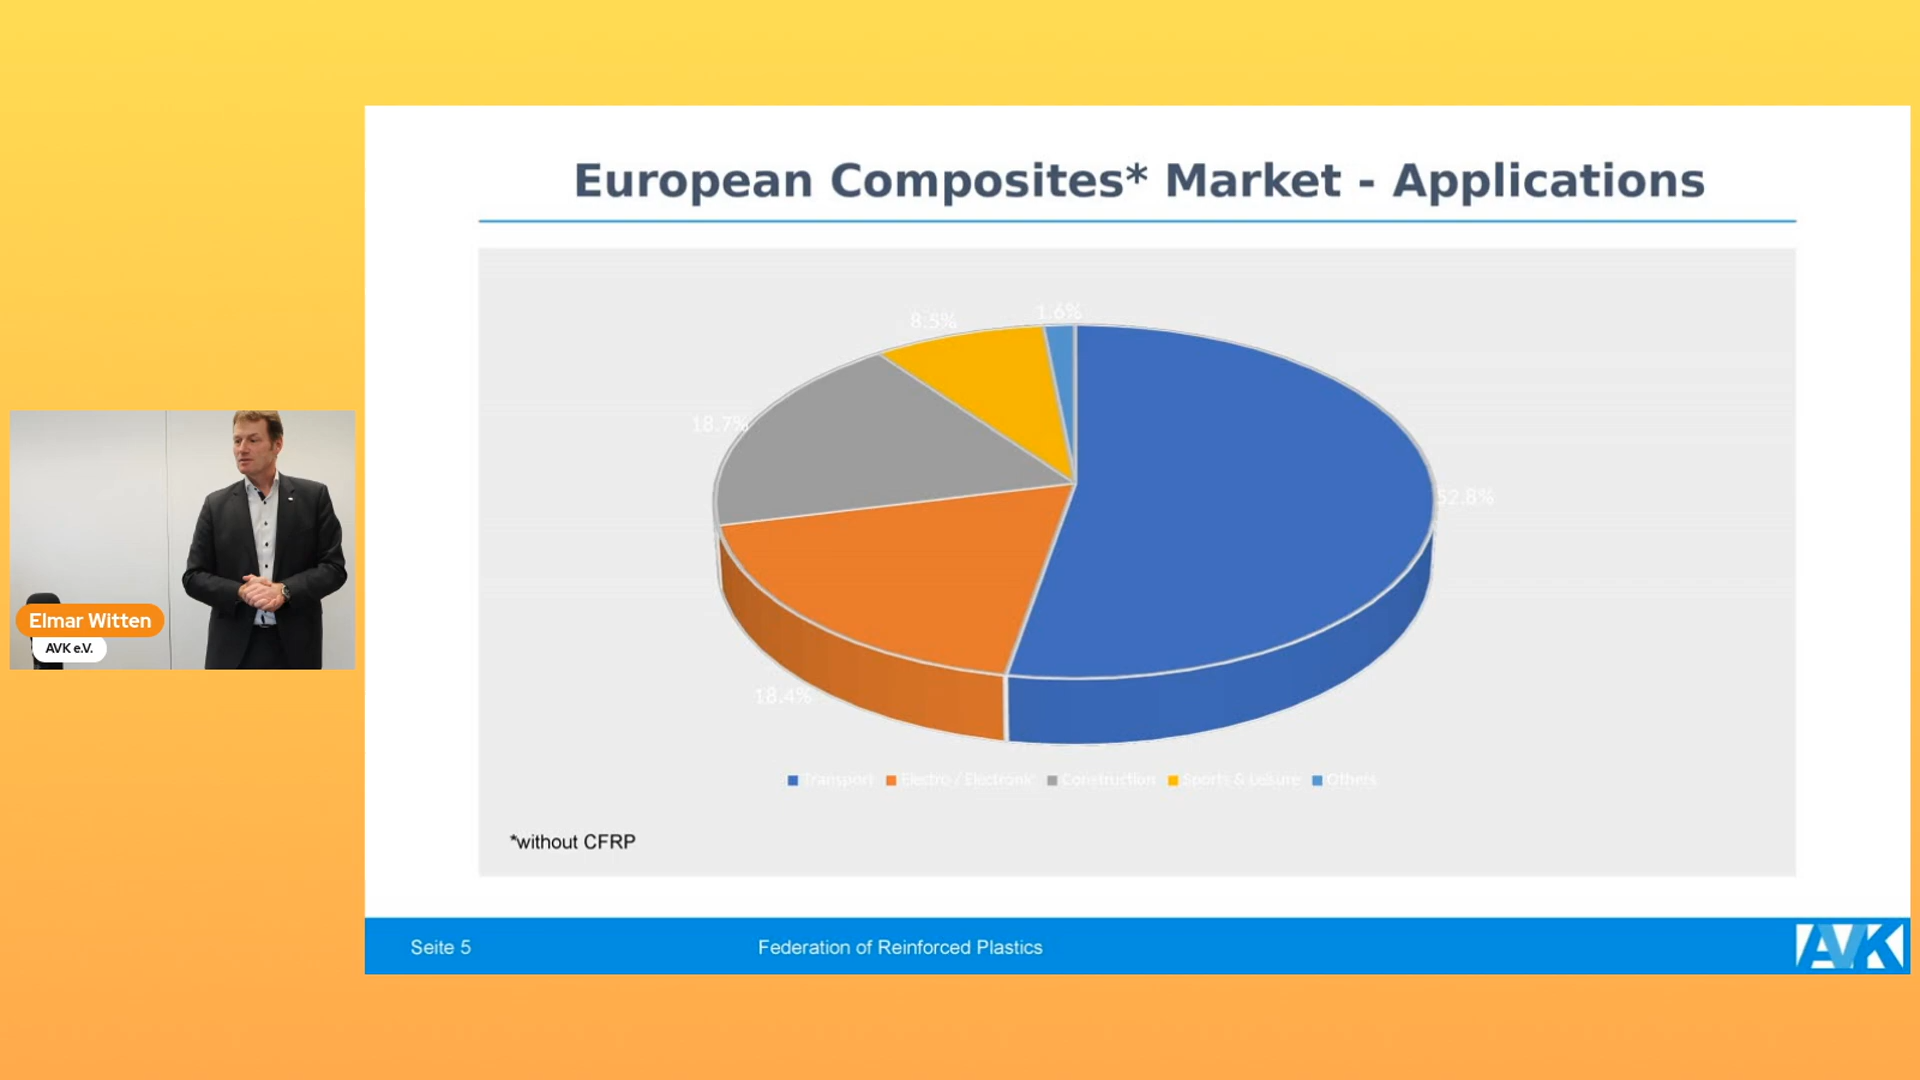 European Composites* Market - Applications
1.6%
8.5%
18.7%
52.8%
18.4%
Transport Electro / Electronic Construction Sports & Leisure Others
*without CFRP
Elmar Witten
AVK e.V.
Seite 5 Federation of Reinforced Plastics AVK